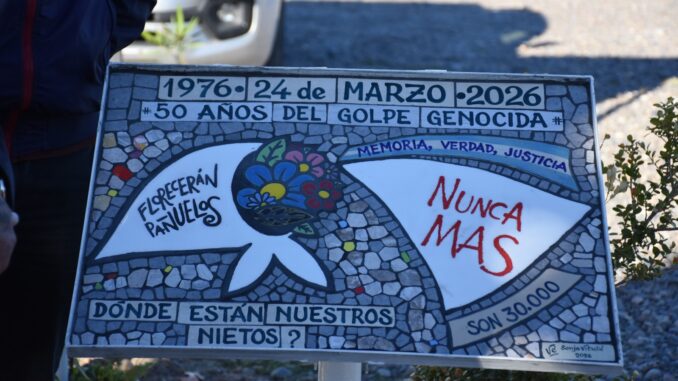 1976 • 24 de MARZO • 2026
*50 AÑOS DEL GOLPE GENOCIDA*
MEMORIA, VERDAD, JUSTICIA
FLORECERÁN
PAÑUELOS
NUNCA
MAS
SON 30.000
DÓNDE ESTÁN NUESTROS
NIETOS?
2026